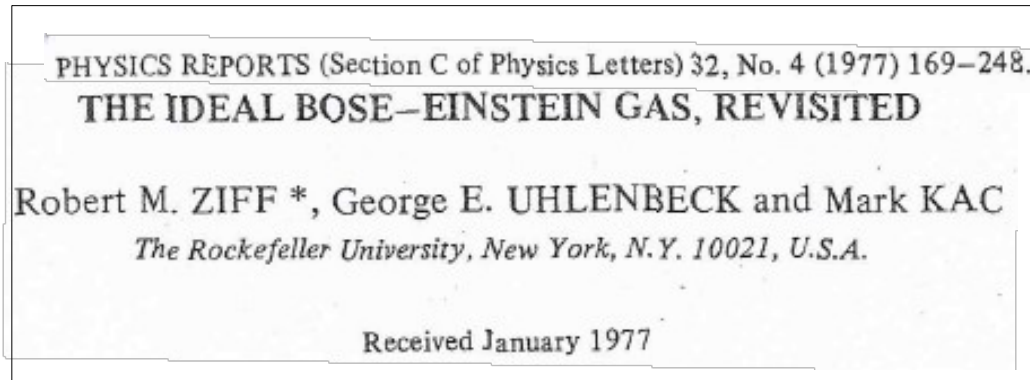 PHYSICS REPORTS (Section C of Physics Letters) 32, No. 4 (1977) 169–248.
THE IDEAL BOSE–EINSTEIN GAS, REVISITED
Robert M. ZIFF *, George E. UHLENBECK and Mark KAC
The Rockefeller University, New York, N.Y. 10021, U.S.A.
Received January 1977